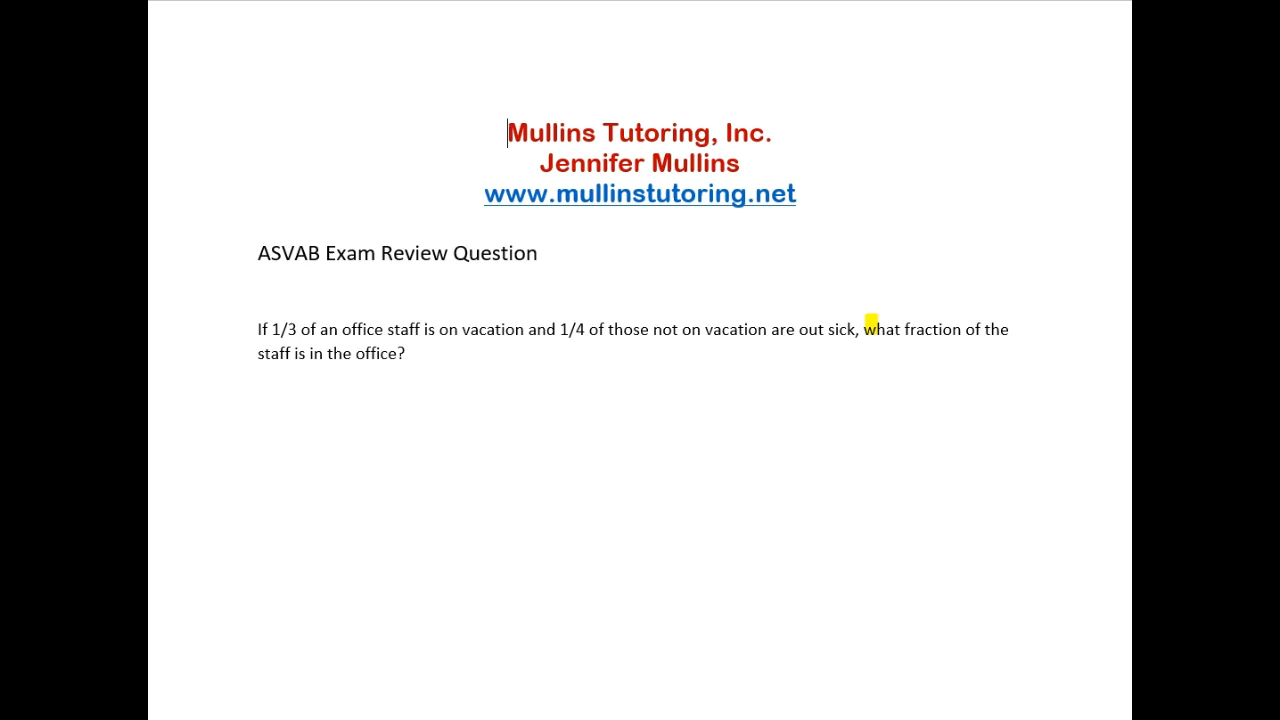 Mullins Tutoring, Inc.
Jennifer Mullins
www.mullinstutoring.net
ASVAB Exam Review Question
If 1/3 of an office staff is on vacation and 1/4 of those not on vacation are out sick, what fraction of the
staff is in the office?